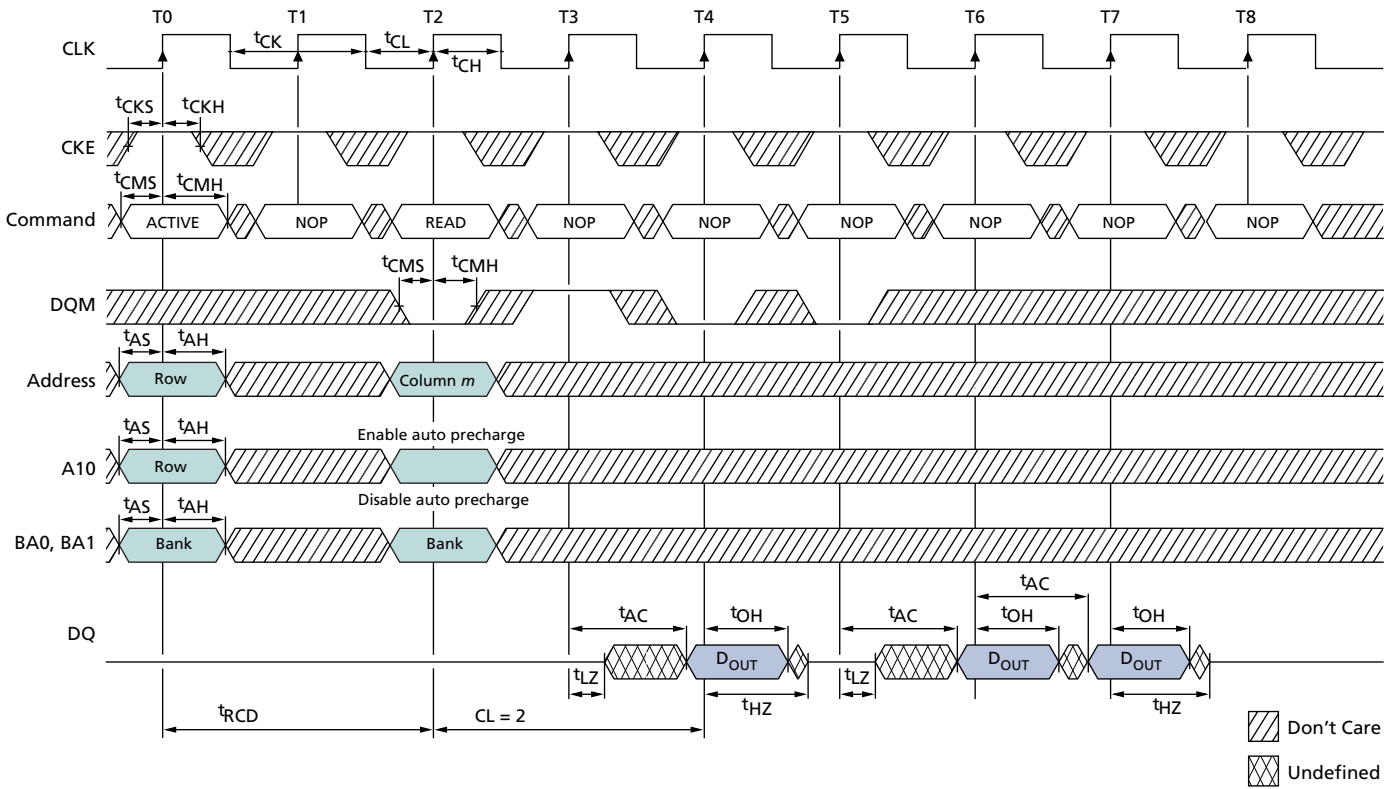 T0 T1 T2 T3 T4 T5 T6 T7 T8
CLK
tCK tCL
tCH
tCKS tCKH
CKE
tCMS tCMH
Command ACTIVE NOP READ NOP NOP NOP NOP NOP NOP
tCMS tCMH
DQM
tAS tAH
Address Row Column m
tAS tAH Enable auto precharge
A10 Row
tAS tAH Disable auto precharge
BA0, BA1 Bank Bank
tAC
tAC tOH tAC tOH tOH
DQ
DOUT DOUT DOUT
tLZ tLZ
tHZ tHZ
tRCD CL = 2
Don't Care
Undefined